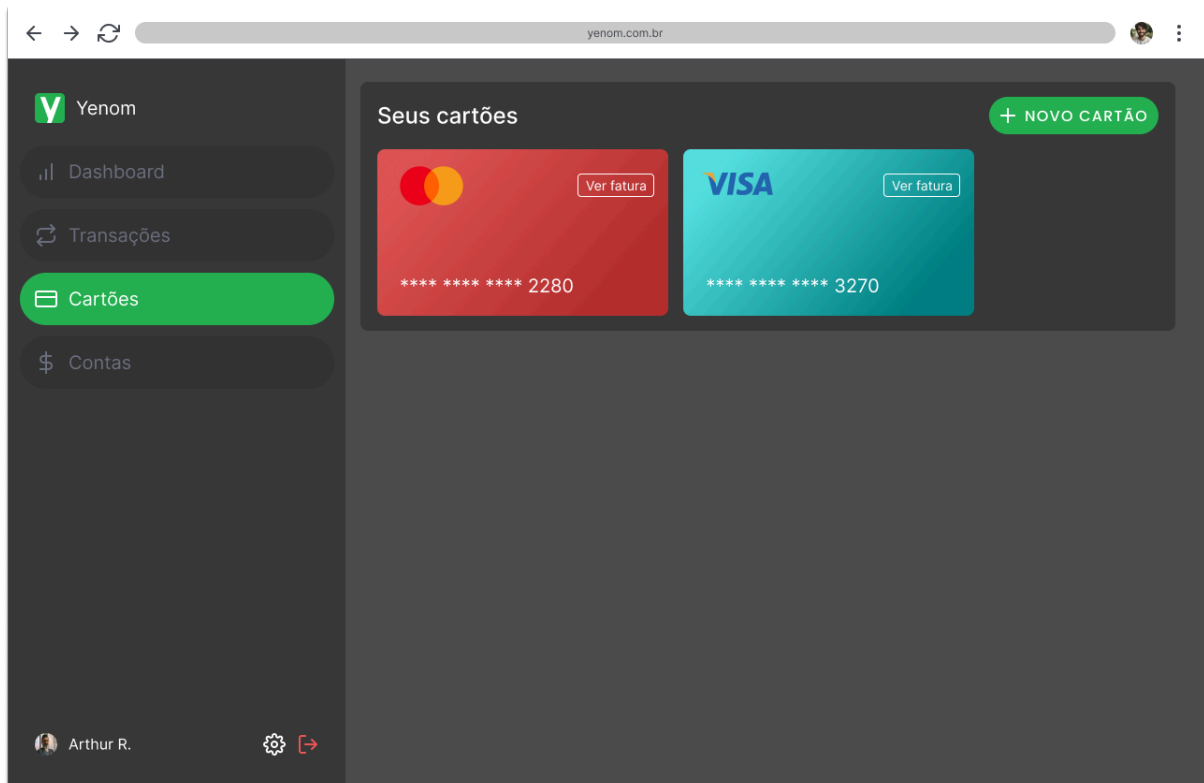 yenom.com.br
y Yenom
Dashboard
Transações
Cartões
Contas
Arthur R.
Seus cartões
+ NOVO CARTÃO
Ver fatura
**** **** **** 2280
VISA
Ver fatura
**** **** **** 3270